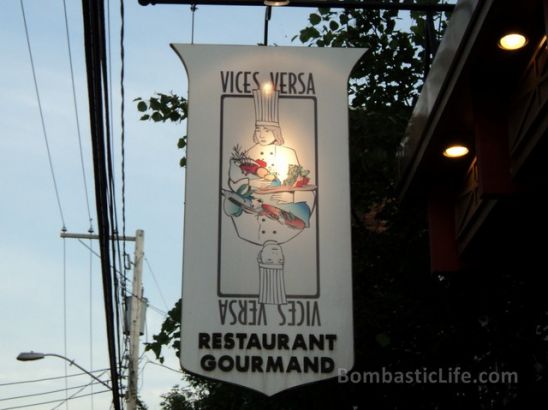 VICES VERSA
VICES VERSA
RESTAURANT
GOURMAND
BombasticLife.com